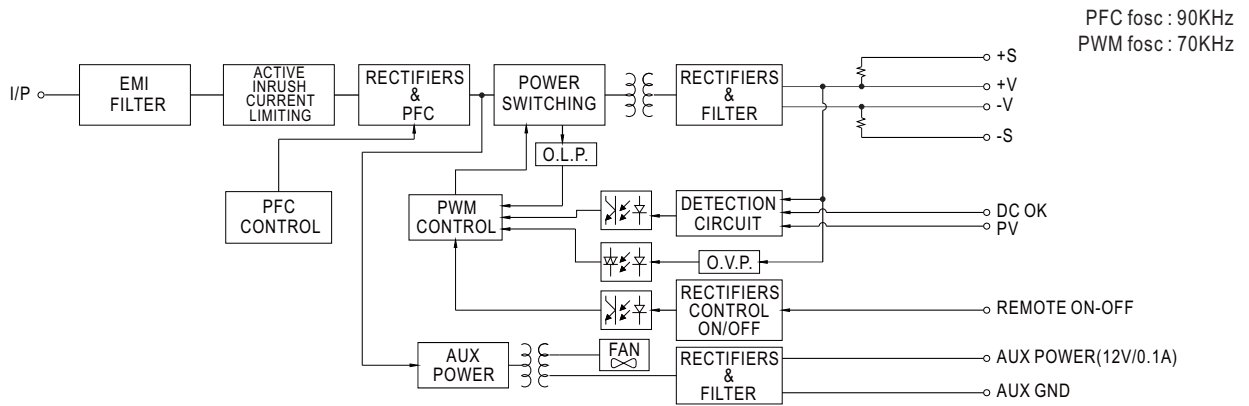 PFC fosc : 90KHz
PWM fosc : 70KHz
I/P
EMI
FILTER
ACTIVE
INRUSH
CURRENT
LIMITING
RECTIFIERS
&
PFC
POWER
SWITCHING
RECTIFIERS
&
FILTER
+S
+V
-V
-S
O.L.P.
PFC
CONTROL
PWM
CONTROL
DETECTION
CIRCUIT
DC OK
PV
O.V.P.
RECTIFIERS
CONTROL
ON/OFF
REMOTE ON-OFF
AUX
POWER
FAN
RECTIFIERS
&
FILTER
AUX POWER(12V/0.1A)
AUX GND